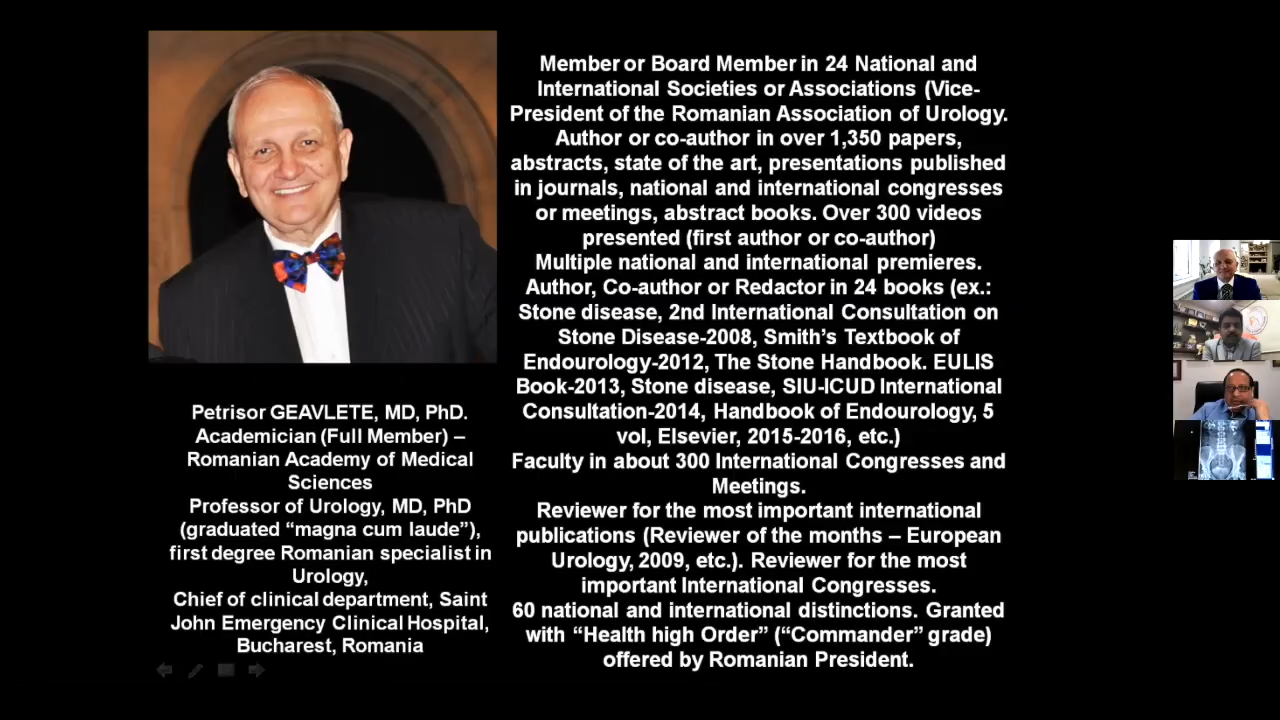 Petrisor GEAVLETE, MD, PhD.
Academician (Full Member) –
Romanian Academy of Medical
Sciences
Professor of Urology, MD, PhD
(graduated “magna cum laude”),
first degree Romanian specialist in
Urology,
Chief of clinical department, Saint
John Emergency Clinical Hospital,
Bucharest, Romania
Member or Board Member in 24 National and
International Societies or Associations (Vice-
President of the Romanian Association of Urology.
Author or co-author in over 1,350 papers,
abstracts, state of the art, presentations published
in journals, national and international congresses
or meetings, abstract books. Over 300 videos
presented (first author or co-author)
Multiple national and international premieres.
Author, Co-author or Redactor in 24 books (ex.:
Stone disease, 2nd International Consultation on
Stone Disease-2008, Smith’s Textbook of
Endourology-2012, The Stone Handbook. EULIS
Book-2013, Stone disease, SIU-ICUD International
Consultation-2014, Handbook of Endourology, 5
vol, Elsevier, 2015-2016, etc.)
Faculty in about 300 International Congresses and
Meetings.
Reviewer for the most important international
publications (Reviewer of the months – European
Urology, 2009, etc.). Reviewer for the most
important International Congresses.
60 national and international distinctions. Granted
with “Health high Order” (“Commander” grade)
offered by Romanian President.